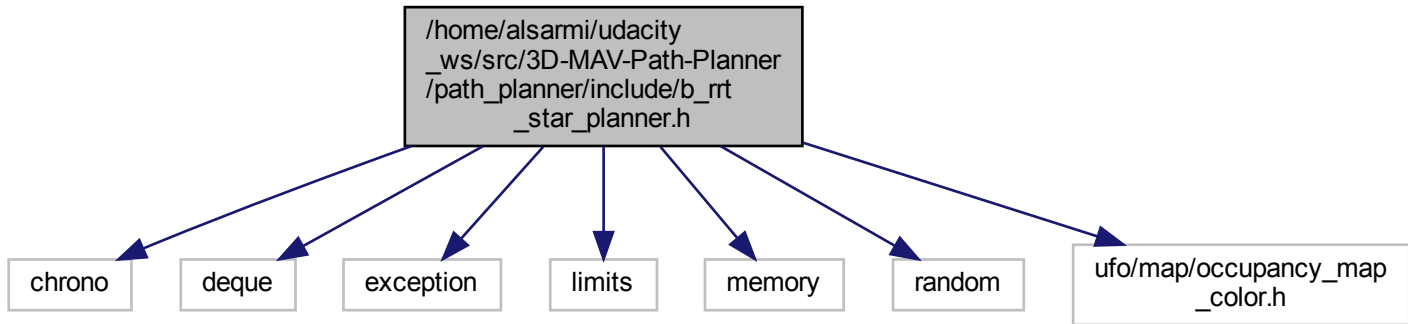 /home/alsarmi/udacity
_ws/src/3D-MAV-Path-Planner
/path_planner/include/b_rrt
_star_planner.h
chrono
deque
exception
limits
memory
random
ufo/map/occupancy_map
_color.h